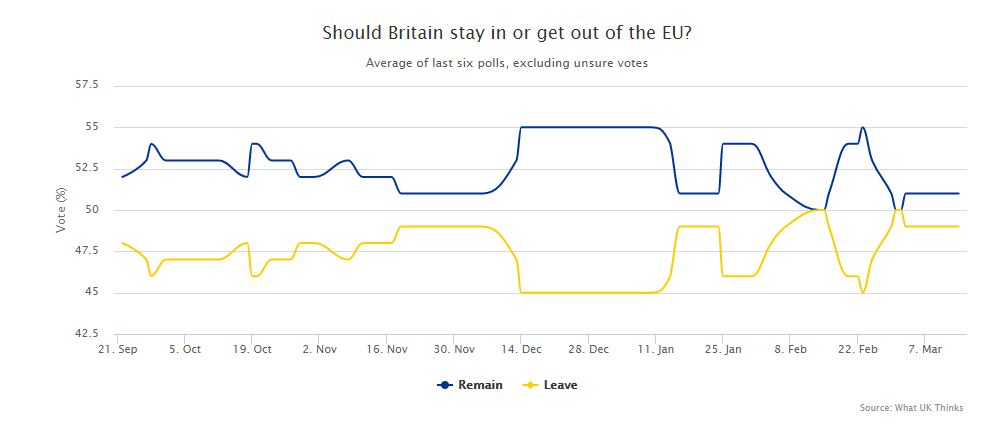 Should Britain stay in or get out of the EU?
Average of last six polls, excluding unsure votes
Vote (%)
57.5
55
52.5
50
47.5
45
42.5
21. Sep 5. Oct 19. Oct 2. Nov 16. Nov 30. Nov 14. Dec 28. Dec 11. Jan 25. Jan 8. Feb 22. Feb 7. Mar
Remain Leave
Source: What UK Thinks